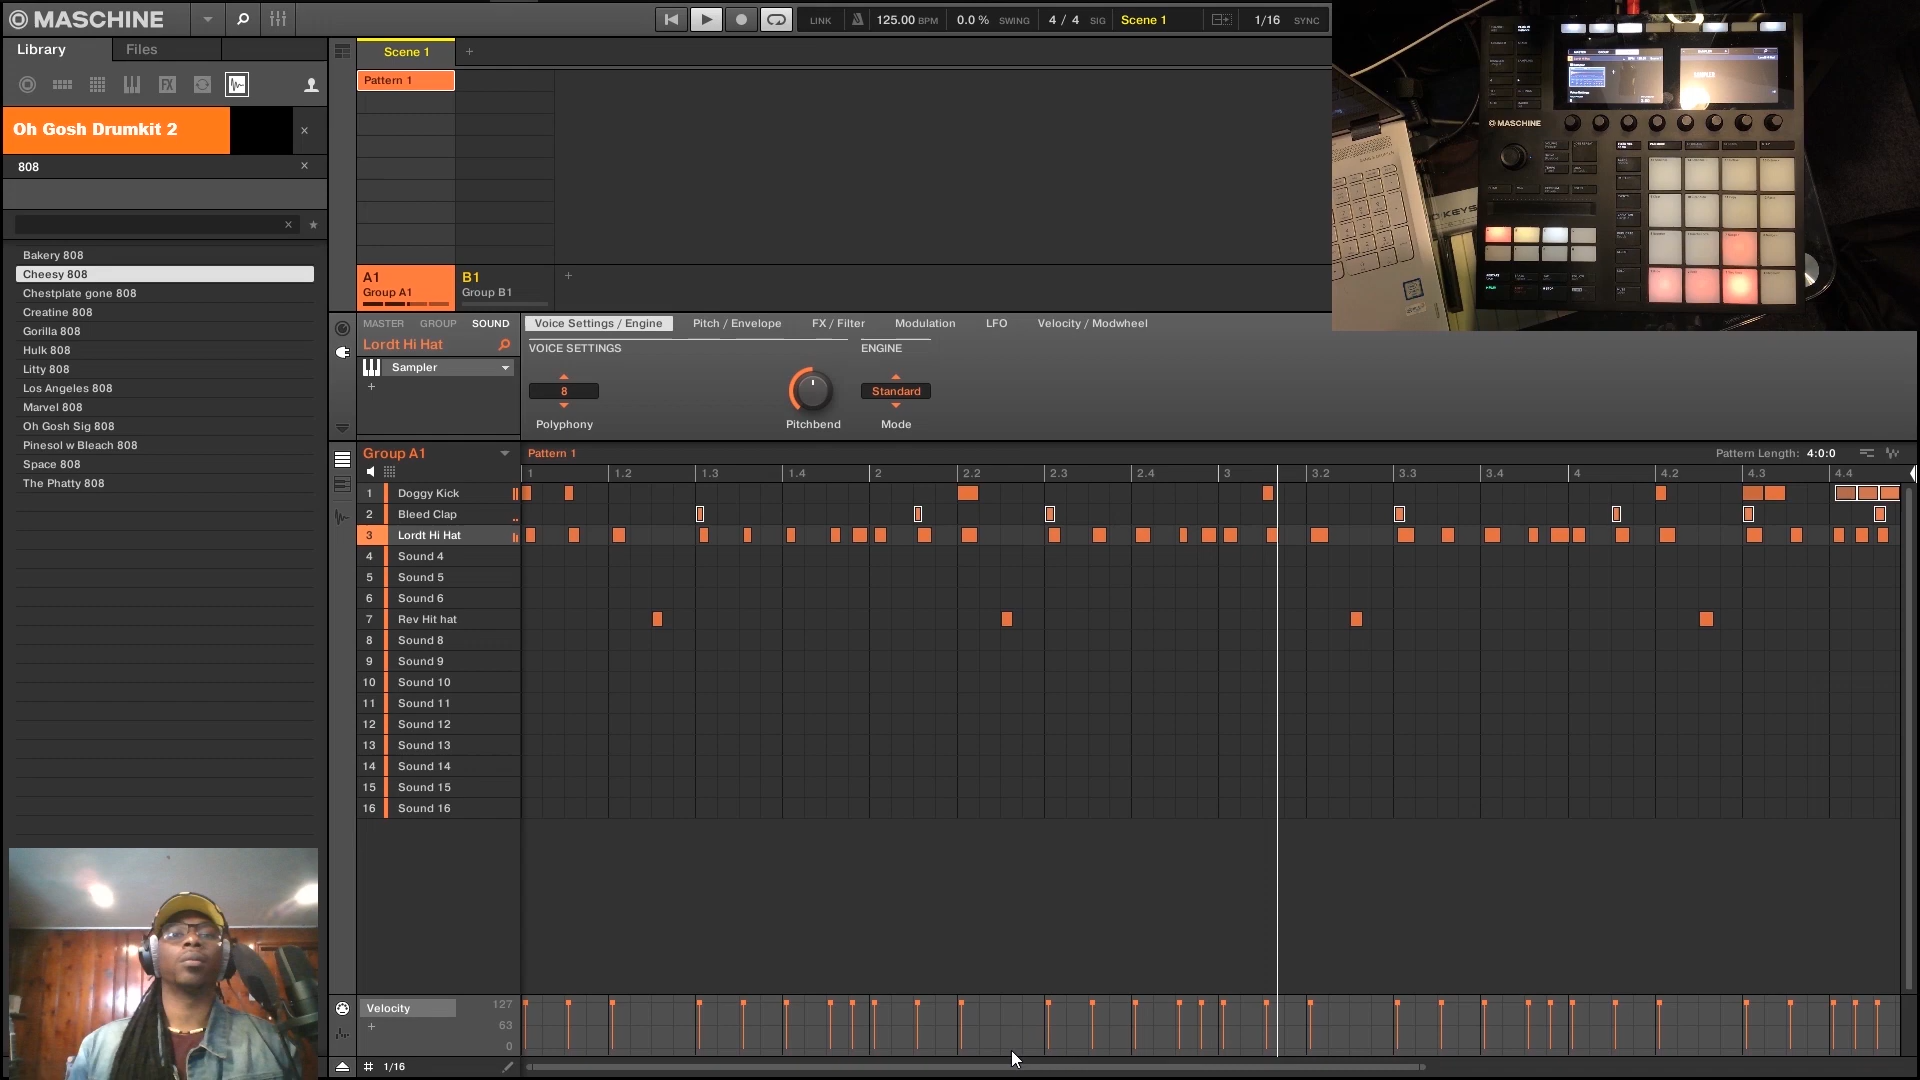 MASCHINE
LINK
125.00 BPM
0.0 % SWING
4 / 4 SIG
Scene 1
1/16 SYNC
Library
Files
Scene 1
+
Pattern 1
Oh Gosh Drumkit 2
808
Bakery 808
Cheesy 808
Chestplate gone 808
Creatine 808
Gorilla 808
Hulk 808
Litty 808
Los Angeles 808
Marvel 808
Oh Gosh Sig 808
Pinesol w Bleach 808
Space 808
The Phatty 808
A1
Group A1
B1
Group B1
+
MASTER GROUP SOUND
Voice Settings / Engine
Pitch / Envelope
FX / Filter
Modulation
LFO
Velocity / Modwheel
Lordt Hi Hat
Sampler
+
VOICE SETTINGS
8
Polyphony
Pitchbend
ENGINE
Standard
Mode
Group A1
Pattern 1
Pattern Length: 4:0:0
1 1.2 1.3 1.4 2 2.2 2.3 2.4 3 3.2 3.3 3.4 4 4.2 4.3 4.4
1 Doggy Kick
2 Bleed Clap
3 Lordt Hi Hat
4 Sound 4
5 Sound 5
6 Sound 6
7 Rev Hit hat
8 Sound 8
9 Sound 9
10 Sound 10
11 Sound 11
12 Sound 12
13 Sound 13
14 Sound 14
15 Sound 15
16 Sound 16
Velocity
+
127
63
0
1/16
MASCHINE
KEYS